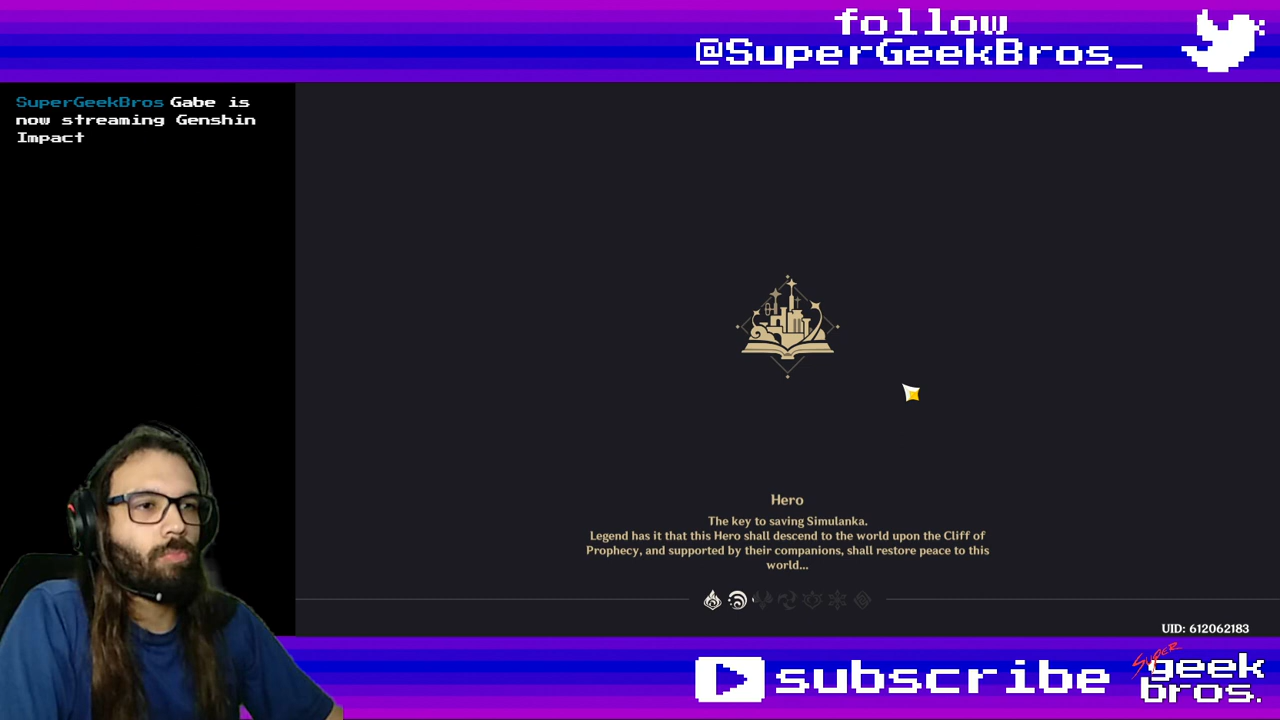 follow
@SuperGeekBros_
SuperGeekBros Gabe is
now streaming Genshin
Impact
Hero
The key to saving Simulanka.
Legend has it that this Hero shall descend to the world upon the Cliff of
Prophecy, and supported by their companions, shall restore peace to this
world...
UID: 612062183
subscribe
SUPER
geek
bros.